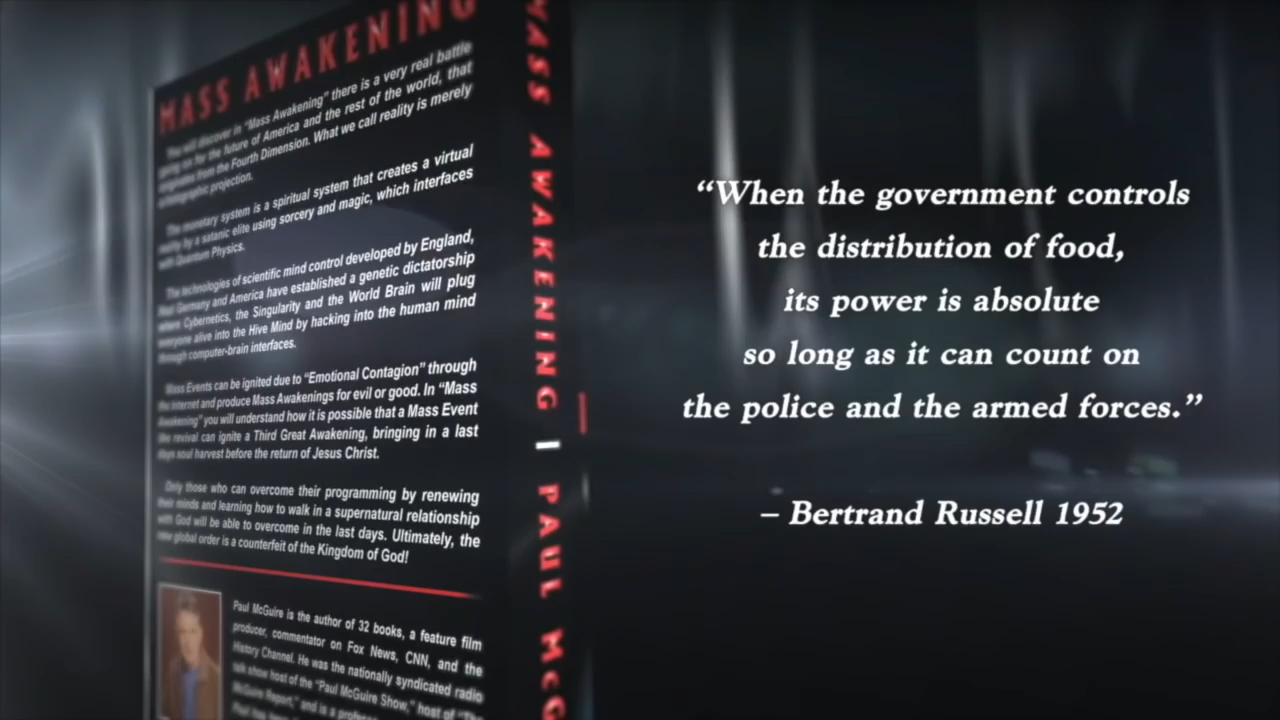 MASS AWAKENING
You will discover in “Mass Awakening” there is a very real battle
going on for the future of America and the rest of the world, that
originates from the Fourth Dimension. What we call reality is merely
a holographic projection.
The monetary system is a spiritual system that creates a virtual
reality by a satanic elite using sorcery and magic, which interfaces
with Quantum Physics.
The technologies of scientific mind control developed by England,
Nazi Germany and America have established a genetic dictatorship
where Cybernetics, the Singularity and the World Brain will plug
everyone alive into the Hive Mind by hacking into the human mind
through computer-brain interfaces.
Mass Events can be ignited due to “Emotional Contagion” through
the Internet and produce Mass Awakenings for evil or good. In “Mass
Awakening” you will understand how it is possible that a Mass Event
like revival can ignite a Third Great Awakening, bringing in a last
days soul harvest before the return of Jesus Christ.
Only those who can overcome their programming by renewing
their minds and learning how to walk in a supernatural relationship
with God will be able to overcome in the last days. Ultimately, the
new global order is a counterfeit of the Kingdom of God!
Paul McGuire is the author of 32 books, a feature film
producer, commentator on Fox News, CNN, and the
History Channel. He was the nationally syndicated radio
talk show host of the “Paul McGuire Show,” host of “The
McGuire Report,” and is a
Paul has been
MASS AWAKENING | PAUL McG
“When the government controls
the distribution of food,
its power is absolute
so long as it can count on
the police and the armed forces.”
– Bertrand Russell 1952